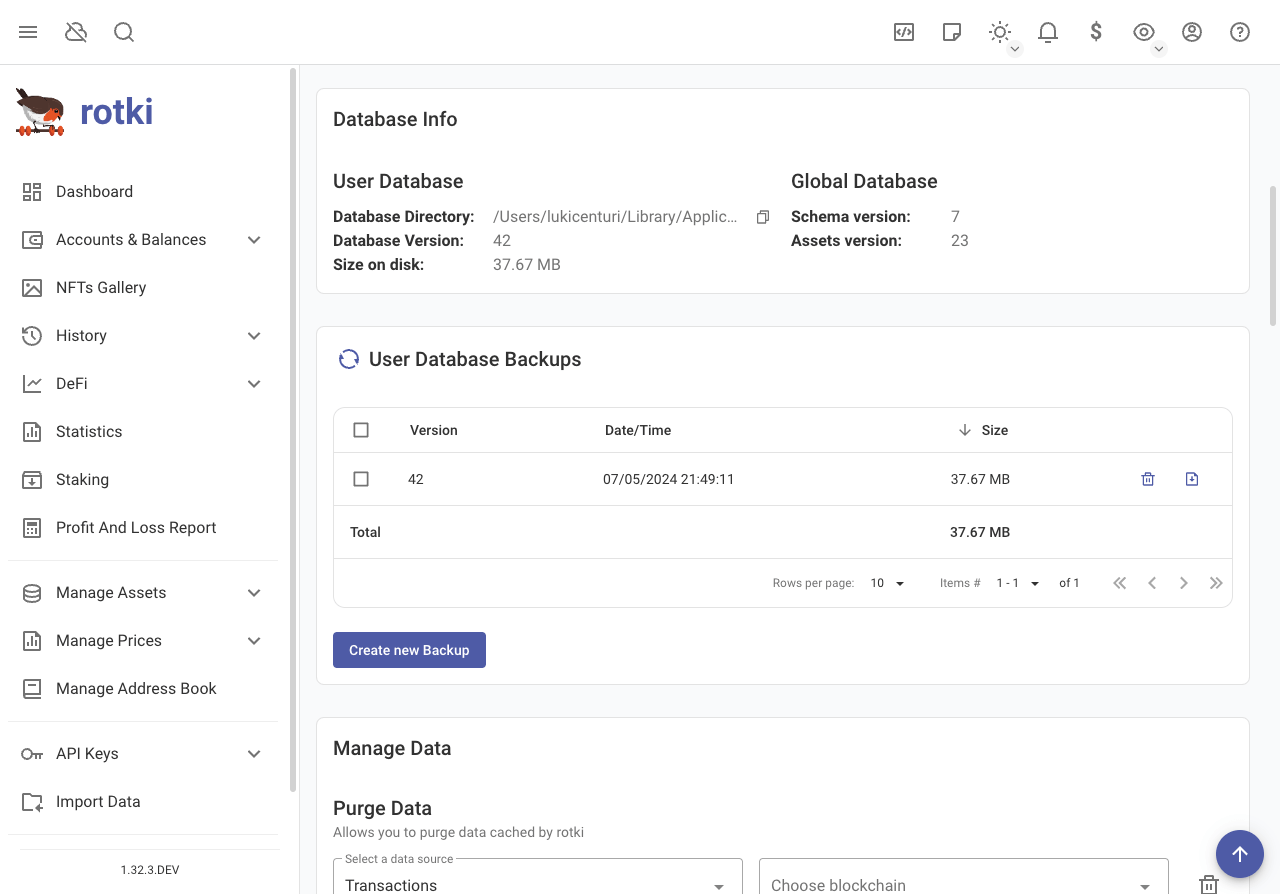 rotki
Dashboard
Accounts & Balances
NFTs Gallery
History
DeFi
Statistics
Staking
Profit And Loss Report
Manage Assets
Manage Prices
Manage Address Book
API Keys
Import Data
1.32.3.DEV
Database Info
User Database
Database Directory: /Users/lukicenturi/Library/Applic...
Database Version: 42
Size on disk: 37.67 MB
Global Database
Schema version: 7
Assets version: 23
User Database Backups
Version Date/Time Size
42 07/05/2024 21:49:11 37.67 MB
Total 37.67 MB
Rows per page: 10 Items # 1 - 1 of 1
Create new Backup
Manage Data
Purge Data
Allows you to purge data cached by rotki
Select a data source
Transactions Choose blockchain